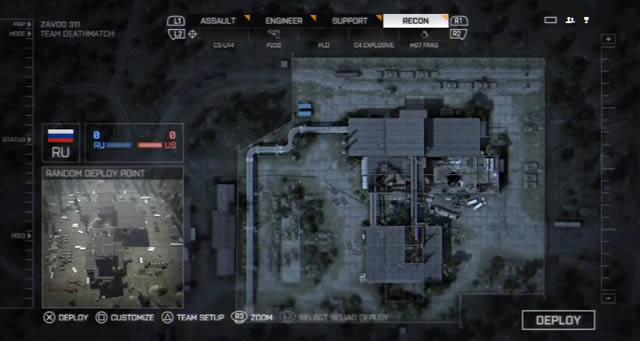 L1 ASSAULT ENGINEER SUPPORT RECON R1
L2 R2
CS-LR4 P226 PLD C4 EXPLOSIVE M67 FRAG
MAP ZAVOD 311
MODE TEAM DEATHMATCH
STATUS
RU
0 0
RU US
RANDOM DEPLOY POINT
FEED
DEPLOY CUSTOMIZE TEAM SETUP R3 ZOOM L3 SELECT SQUAD DEPLOY
DEPLOY